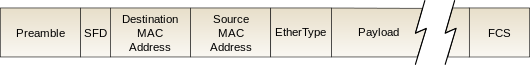 Preamble
SFD
Destination
MAC
Address
Source
MAC
Address
EtherType
Payload
FCS